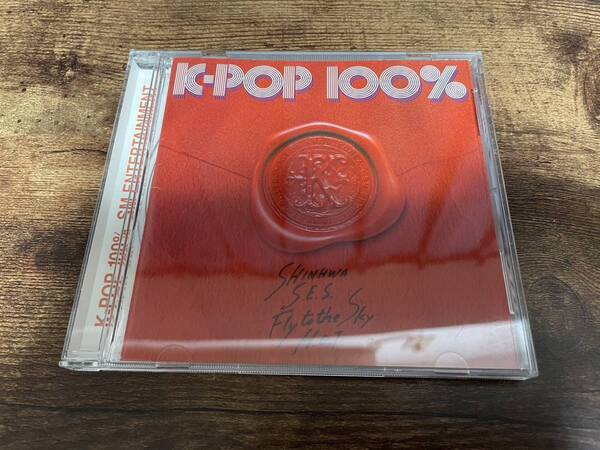 K-POP 100%
SHINHWA
S.E.S.
Fly to the Sky
K-POP 100% SM ENTERTAINMENT